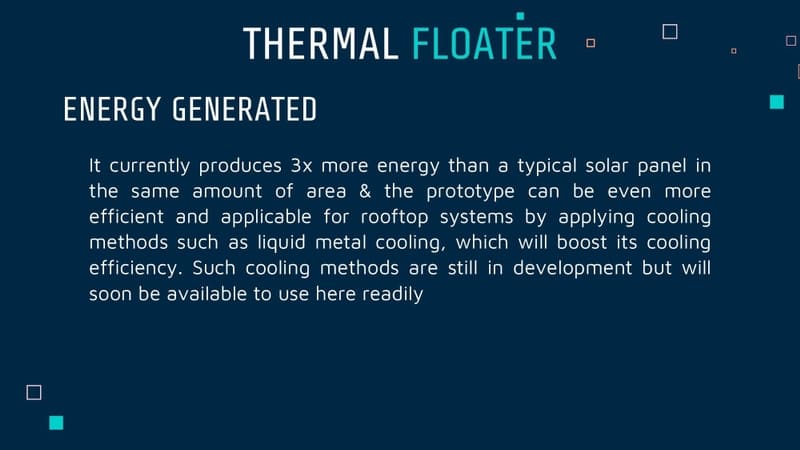 THERMAL FLOATER
ENERGY GENERATED
It currently produces 3x more energy than a typical solar panel in
the same amount of area & the prototype can be even more
efficient and applicable for rooftop systems by applying cooling
methods such as liquid metal cooling, which will boost its cooling
efficiency. Such cooling methods are still in development but will
soon be available to use here readily